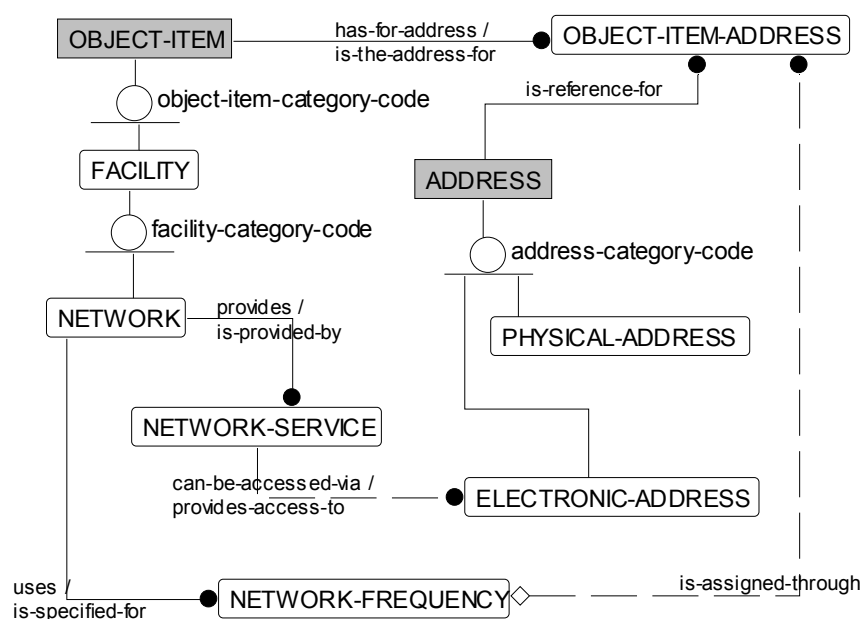 OBJECT-ITEM
has-for-address /
is-the-address-for
OBJECT-ITEM-ADDRESS
object-item-category-code
is-reference-for
FACILITY
ADDRESS
facility-category-code
address-category-code
NETWORK
provides /
is-provided-by
PHYSICAL-ADDRESS
NETWORK-SERVICE
can-be-accessed-via /
provides-access-to
ELECTRONIC-ADDRESS
uses /
is-specified-for
NETWORK-FREQUENCY
is-assigned-through